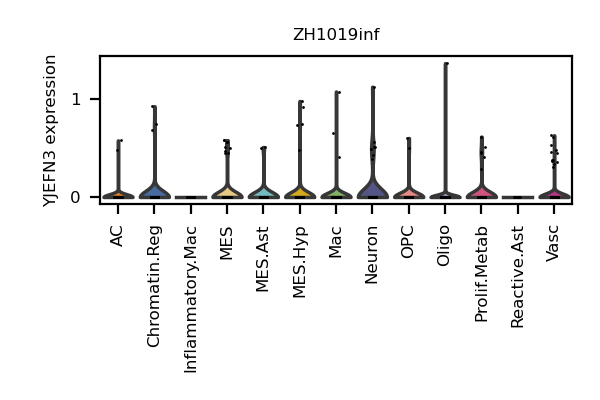 ZH1019inf
YJEFN3 expression
1
0
AC
Chromatin.Reg
Inflammatory.Mac
MES
MES.Ast
MES.Hyp
Mac
Neuron
OPC
Oligo
Prolif.Metab
Reactive.Ast
Vasc